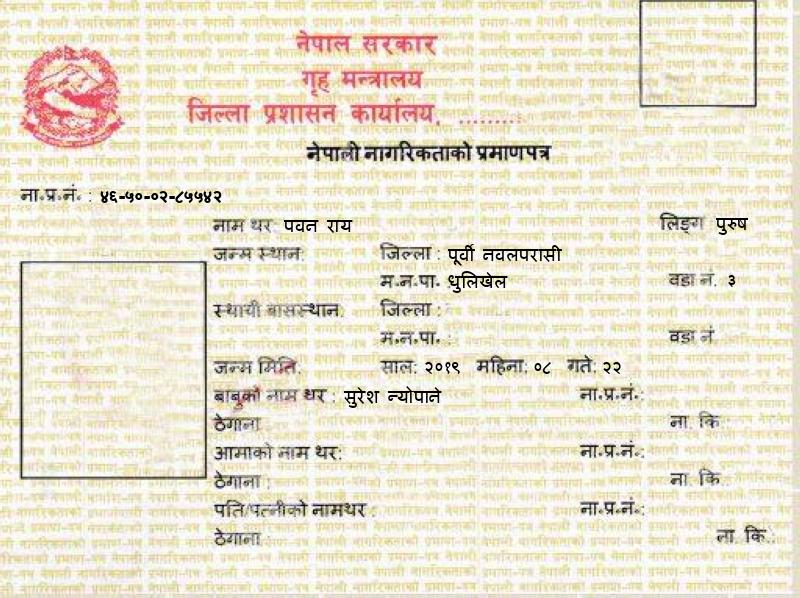 नेपाल सरकार
गृह मन्त्रालय
जिल्ला प्रशासन कार्यालय, .........
नेपाली नागरिकताको प्रमाणपत्र
ना॰प्र॰नं॰ : ४६-५०-०२-८५५४२
नाम थर: पवन राय लिङ्ग पुरुष
जन्म स्थान: जिल्ला : पूर्वी नवलपरासी
म॰न॰पा॰ धुलिखेल वडा नं. ३
स्थायी बासस्थान: जिल्ला :
म॰न॰पा॰ : वडा नं
जन्म मिति: साल: २०१९ महिना: ०८ गते: २२
बाबुको नाम थर : सुरेश न्योपाने ना॰प्र॰नं॰:
ठेगाना ना. कि.
आमाको नाम थर: ना॰प्र॰नं॰:
ठेगाना : ना. कि
पति/पत्नीको नामथर : ना॰प्र॰नं॰:
ठेगाना : ना. कि.: